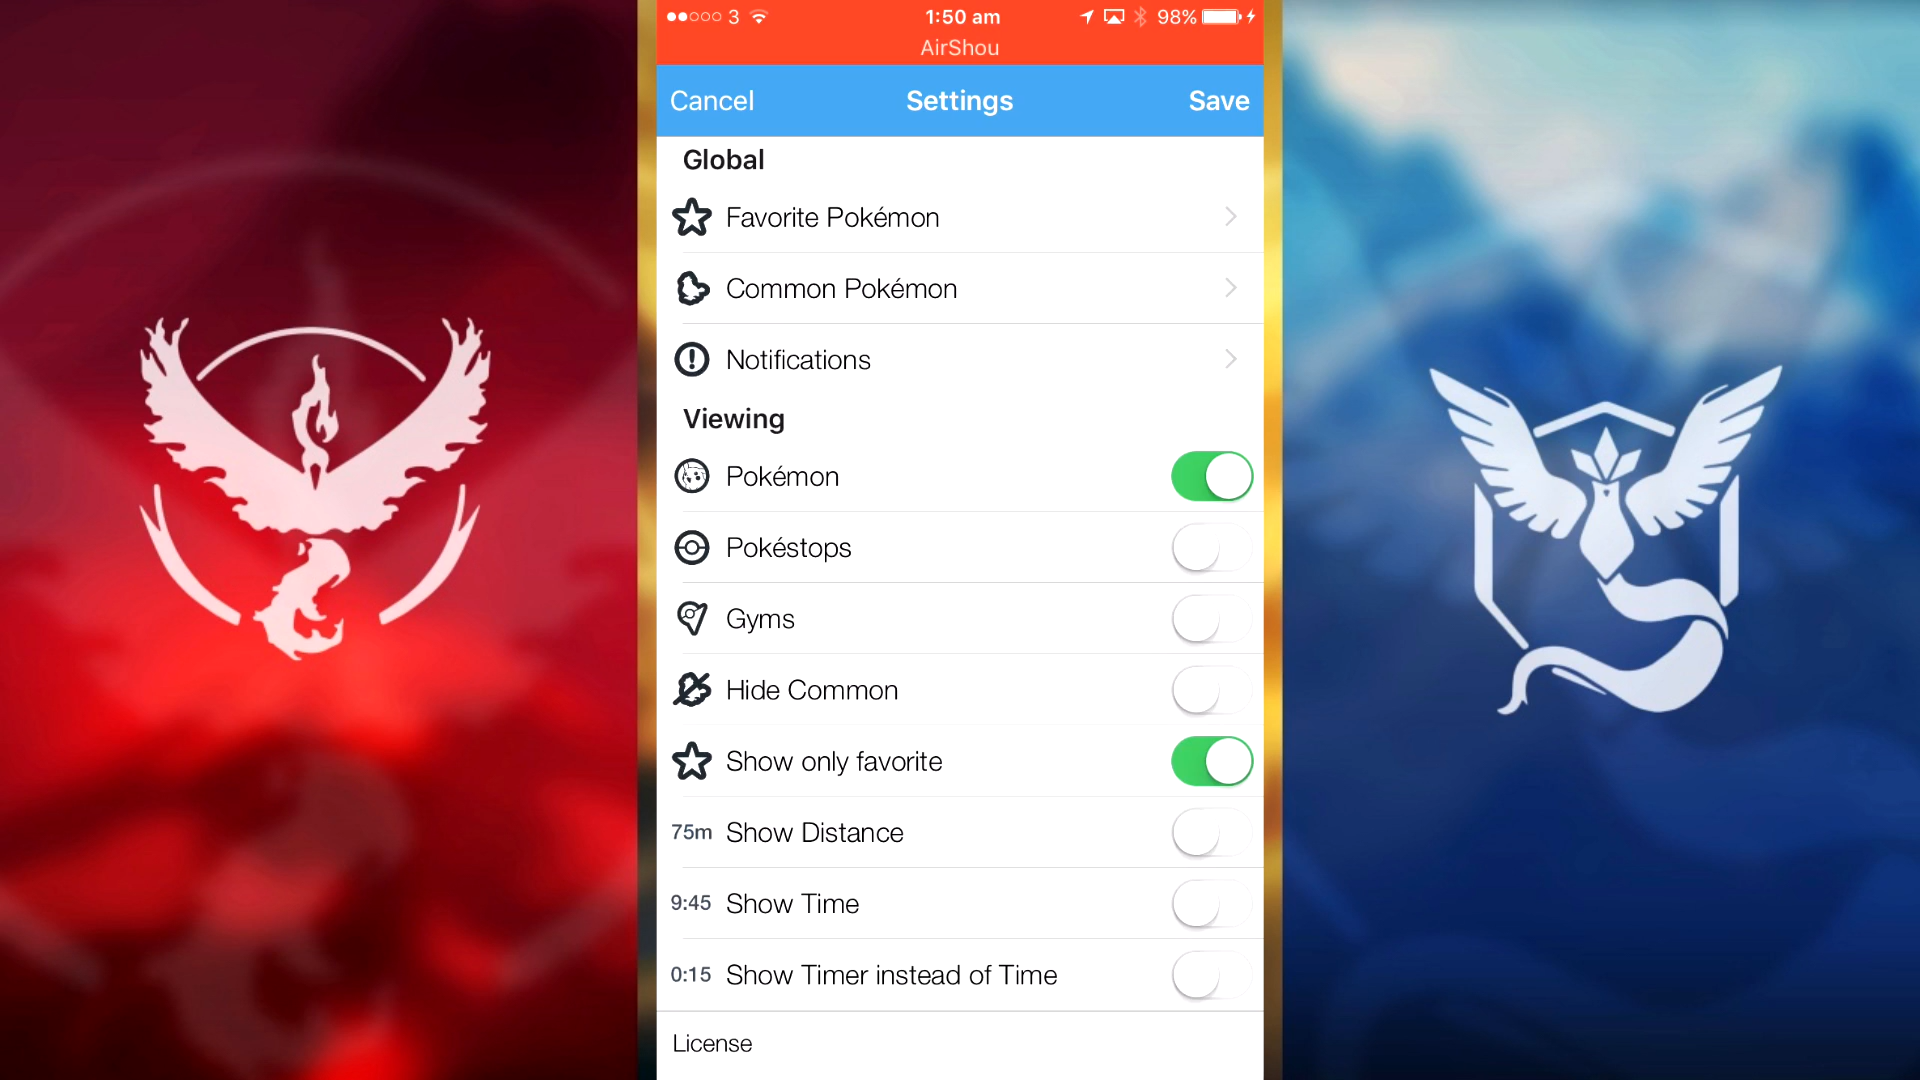 3 1:50 am 98%
AirShou
Cancel Settings Save
Global
Favorite Pokémon
Common Pokémon
Notifications
Viewing
Pokémon
Pokéstops
Gyms
Hide Common
Show only favorite
75m Show Distance
9:45 Show Time
0:15 Show Timer instead of Time
License